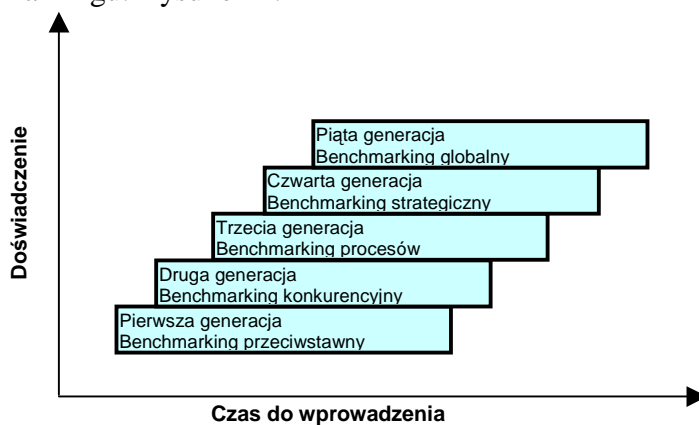 Doświadczenie
Piąta generacja
Benchmarking globalny
Czwarta generacja
Benchmarking strategiczny
Trzecia generacja
Benchmarking procesów
Druga generacja
Benchmarking konkurencyjny
Pierwsza generacja
Benchmarking przeciwstawny
Czas do wprowadzenia